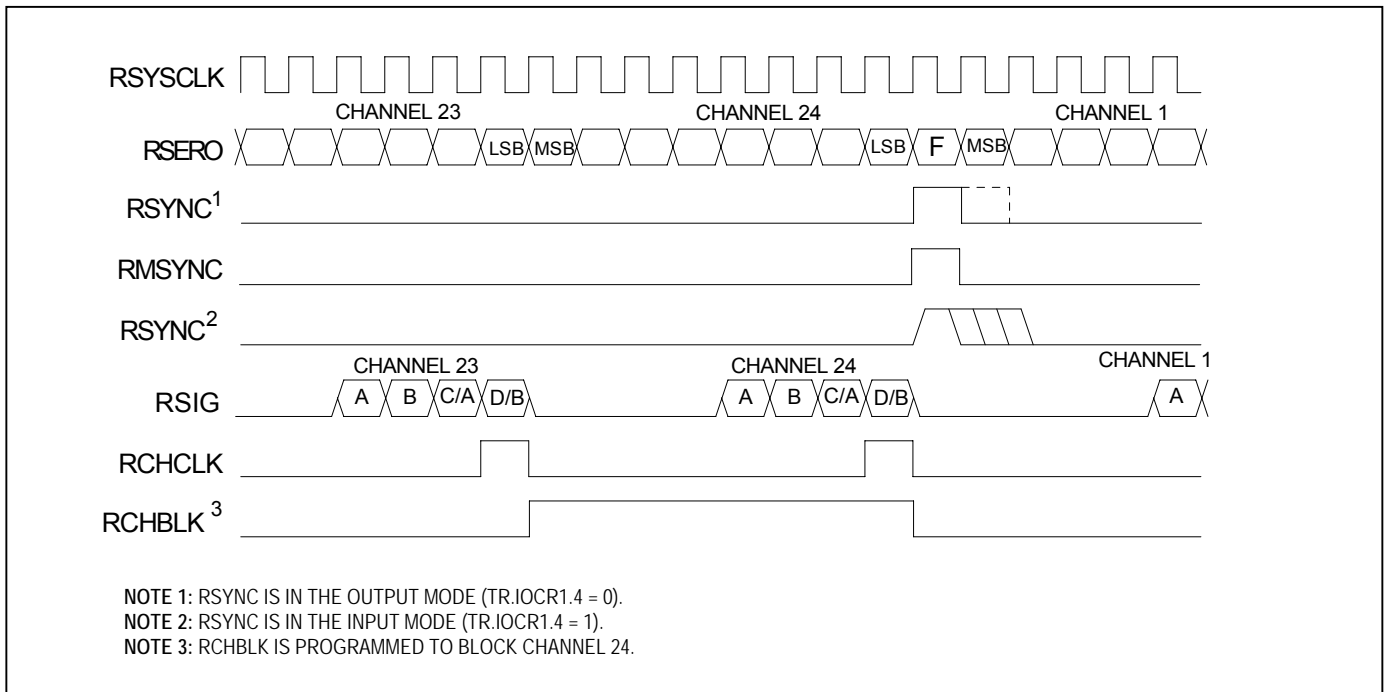 RSYSCLK
CHANNEL 23 CHANNEL 24 CHANNEL 1
RSERO LSB MSB LSB F MSB
RSYNC1
RMSYNC
RSYNC2
CHANNEL 23 CHANNEL 24 CHANNEL 1
RSIG A B C/A D/B A B C/A D/B A
RCHCLK
RCHBLK 3
NOTE 1: RSYNC IS IN THE OUTPUT MODE (TR.IOCR1.4 = 0).
NOTE 2: RSYNC IS IN THE INPUT MODE (TR.IOCR1.4 = 1).
NOTE 3: RCHBLK IS PROGRAMMED TO BLOCK CHANNEL 24.